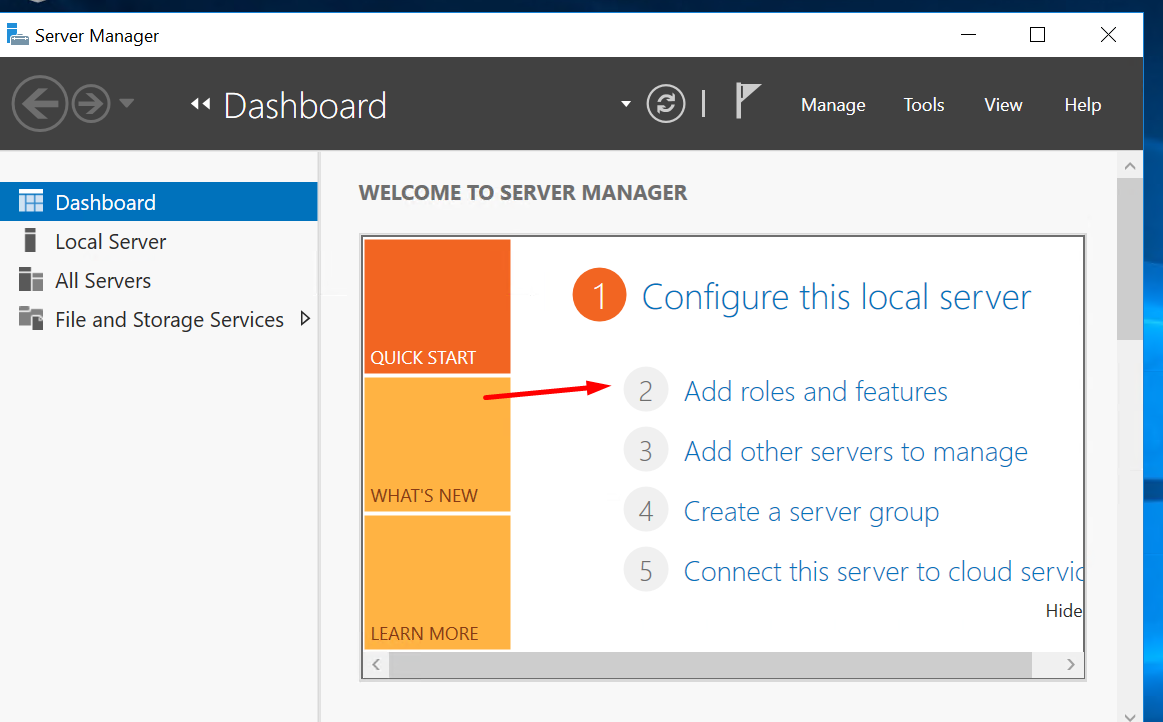 Server Manager
Dashboard
Manage Tools View Help
Dashboard
Local Server
All Servers
File and Storage Services
WELCOME TO SERVER MANAGER
QUICK START
WHAT'S NEW
LEARN MORE
1 Configure this local server
2 Add roles and features
3 Add other servers to manage
4 Create a server group
5 Connect this server to cloud servic
Hide